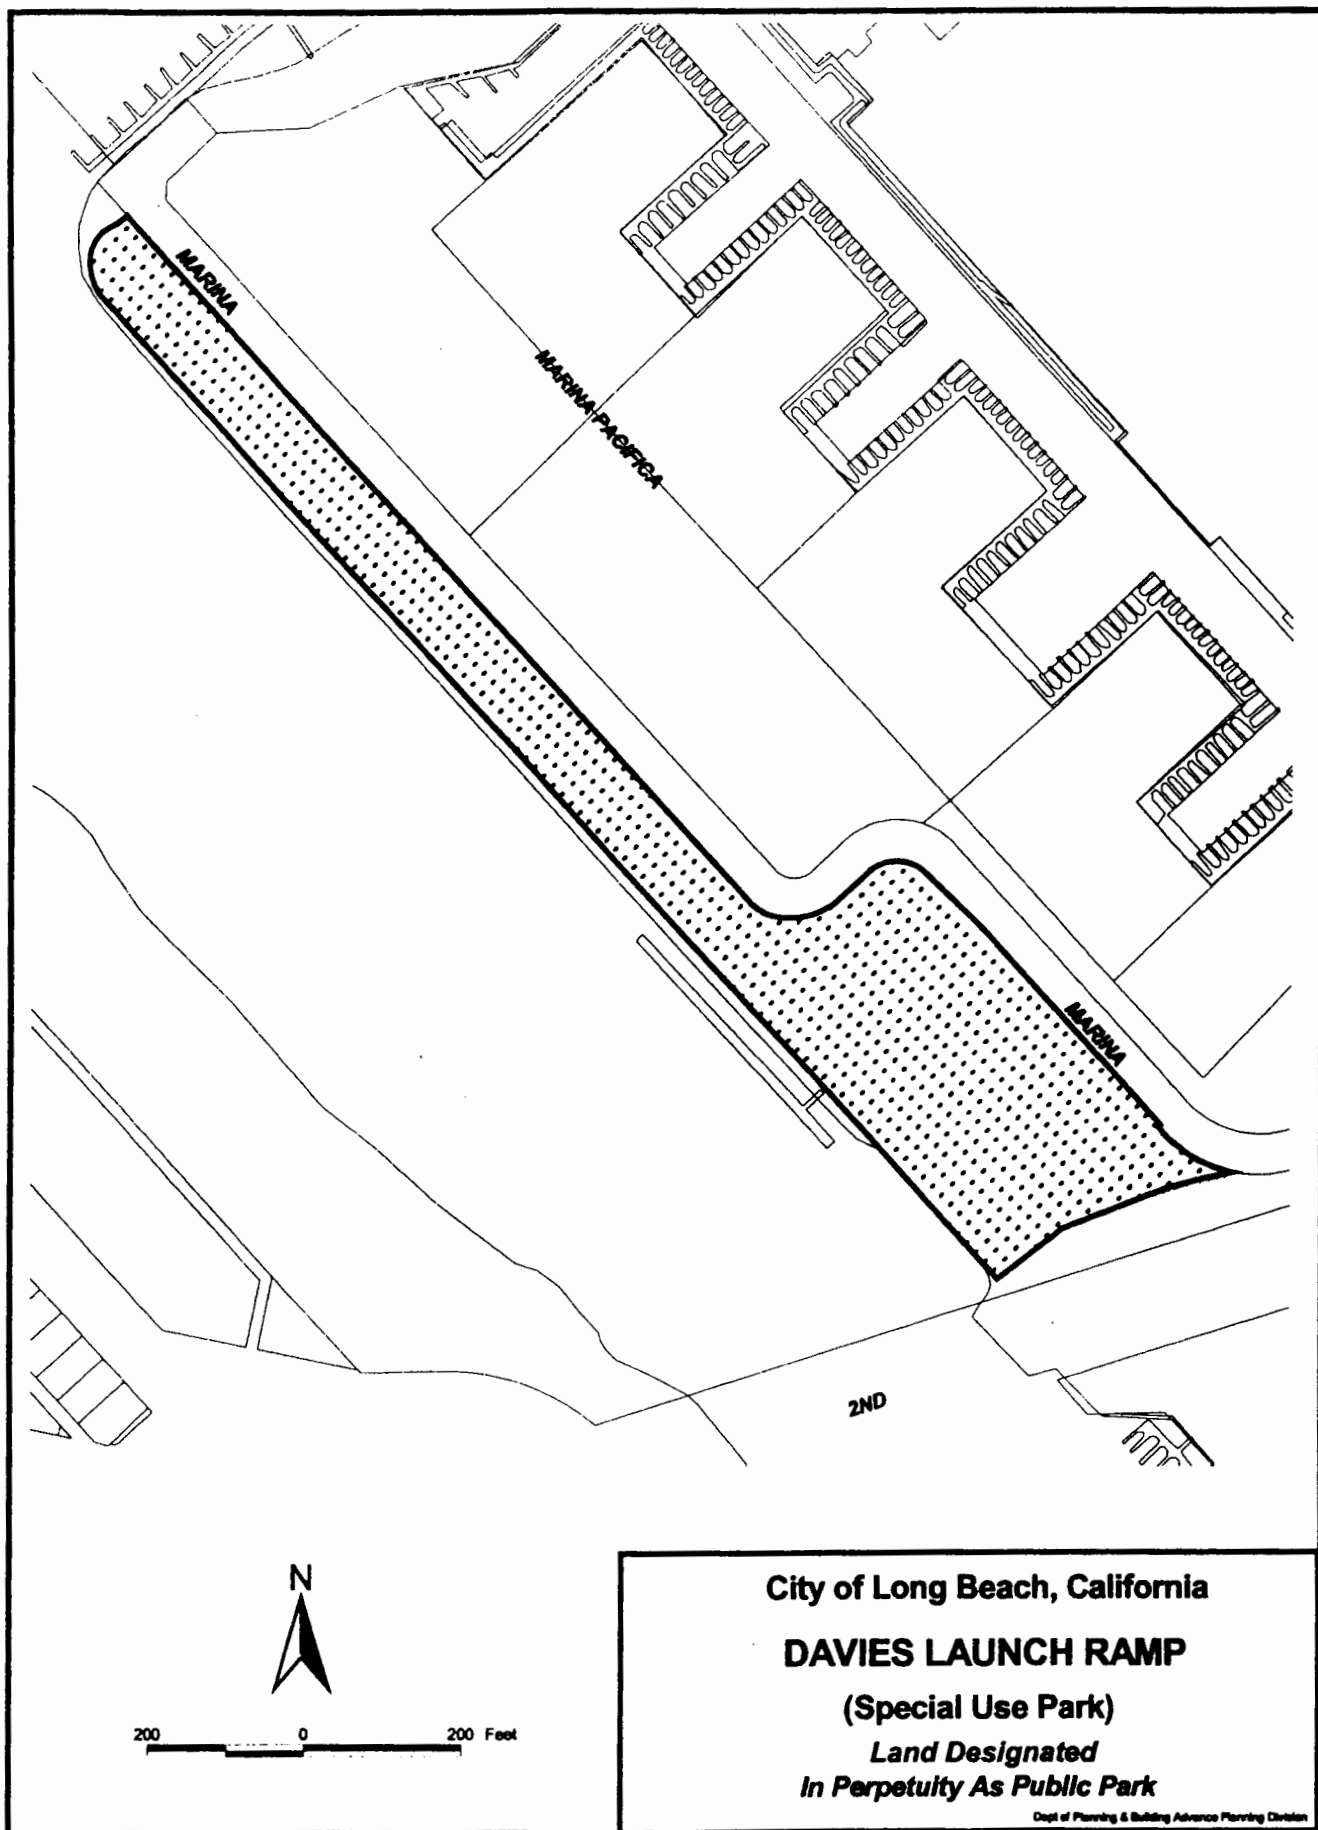 MARINA
MARINA PACIFICA
MARINA
2ND
N
200 0 200 Feet
City of Long Beach, California
DAVIES LAUNCH RAMP
(Special Use Park)
Land Designated
In Perpetuity As Public Park
Dept of Planning & Building Advance Planning Division